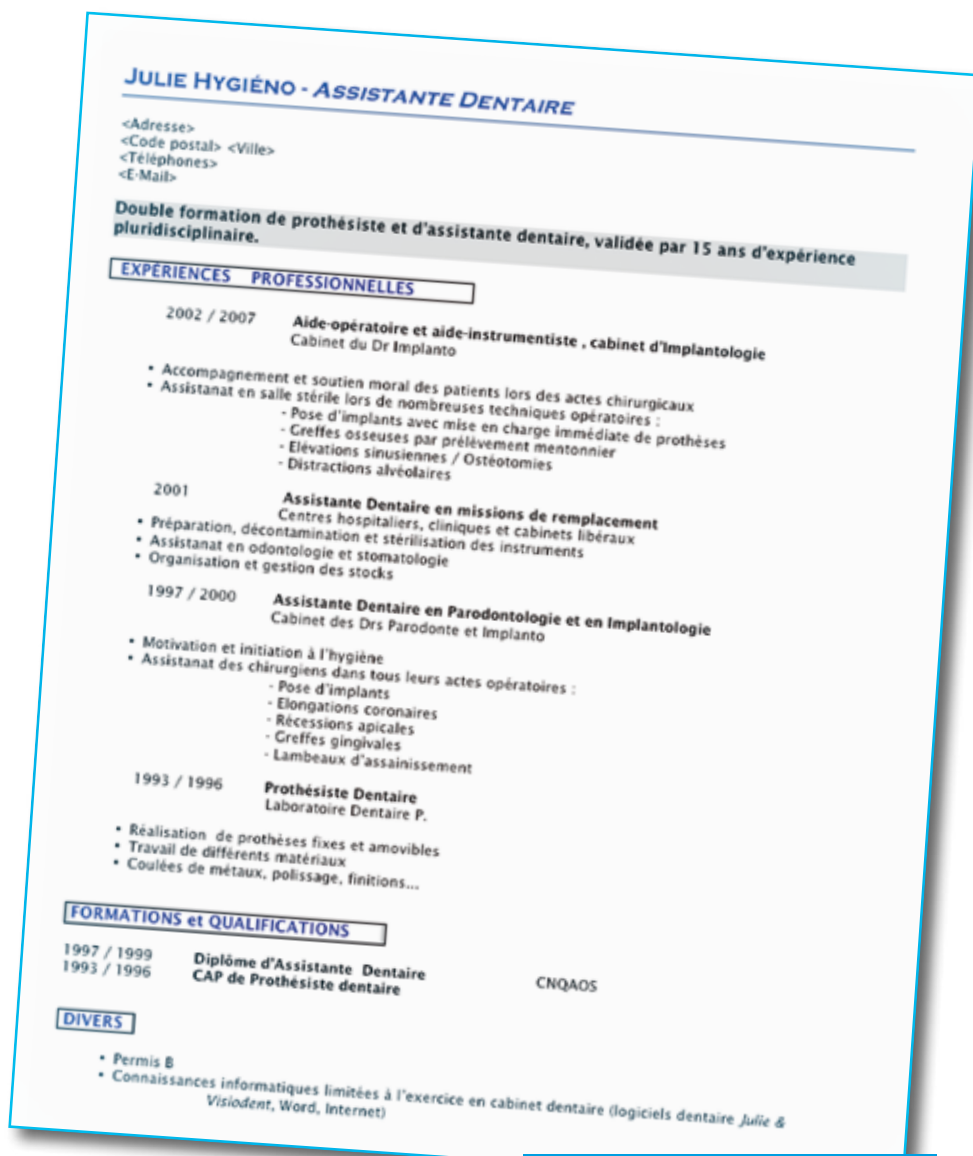 JULIE HYGIÉNO - ASSISTANTE DENTAIRE
<Adresse>
<Code postal> <Ville>
<Téléphones>
<E-Mail>
Double formation de prothésiste et d'assistante dentaire, validée par 15 ans d'expérience
pluridisciplinaire.
EXPÉRIENCES PROFESSIONNELLES
2002 / 2007 Aide-opératoire et aide-instrumentiste , cabinet d'Implantologie
Cabinet du Dr Implanto
• Accompagnement et soutien moral des patients lors des actes chirurgicaux
• Assistanat en salle stérile lors de nombreuses techniques opératoires :
- Pose d'implants avec mise en charge immédiate de prothèses
- Greffes osseuses par prélèvement mentonnier
- Elévations sinusiennes / Ostéotomies
- Distractions alvéolaires
2001 Assistante Dentaire en missions de remplacement
Centres hospitaliers, cliniques et cabinets libéraux
• Préparation, décontamination et stérilisation des instruments
• Assistanat en odontologie et stomatologie
• Organisation et gestion des stocks
1997 / 2000 Assistante Dentaire en Parodontologie et en Implantologie
Cabinet des Drs Parodonte et Implanto
• Motivation et initiation à l'hygiène
• Assistanat des chirurgiens dans tous leurs actes opératoires :
- Pose d'implants
- Elongations coronaires
- Récessions apicales
- Greffes gingivales
- Lambeaux d'assainissement
1993 / 1996 Prothésiste Dentaire
Laboratoire Dentaire P.
• Réalisation de prothèses fixes et amovibles
• Travail de différents matériaux
• Coulées de métaux, polissage, finitions...
FORMATIONS et QUALIFICATIONS
1997 / 1999 Diplôme d'Assistante Dentaire CNQAOS
1993 / 1996 CAP de Prothésiste dentaire
DIVERS
• Permis B
• Connaissances informatiques limitées à l'exercice en cabinet dentaire (logiciels dentaire Julie &
Visiodent, Word, Internet)